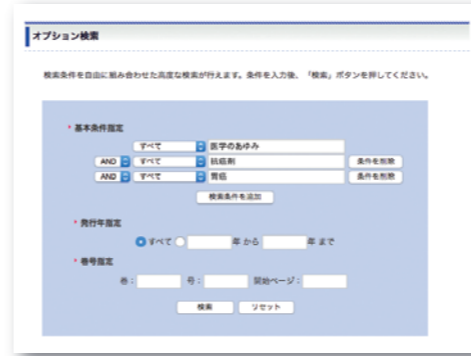 オプション検索
検索条件を自由に組み合わせた高度な検索が行えます。条件を入力後、「検索」ボタンを押してください。
* 基本条件指定
すべて 医学のあゆみ
AND すべて 抗癌剤 条件を削除
AND すべて 胃癌 条件を削除
検索条件を追加
* 発行年指定
すべて 年 から 年 まで
* 巻号指定
巻： 号： 開始ページ：
検索 リセット